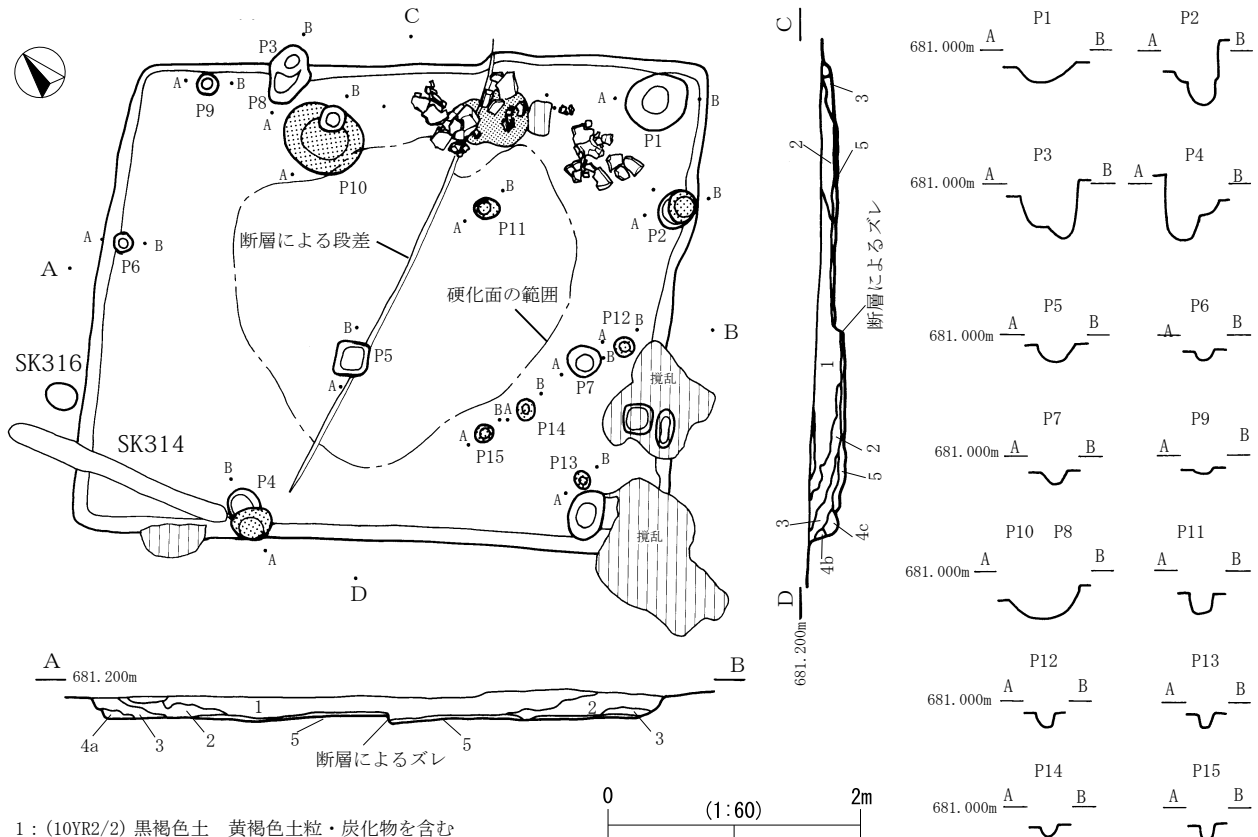 C
B
P3
A B
P9
P8
B
A
A
P10
A B
P1
B
A
P11
B
A
P2
A B
P6
断層による段差
A
硬化面の範囲
B
P5
A
P12 B
A
B
A
P7
B
撹乱
SK316
B
B A
P14
A
P15
SK314
B
P4
P13 B
A
撹乱
A
D
C
3
2
5
断層によるズレ
1
2
5
3
4c
4b
D
681.200m
A
681.200m
B
1
2
4a
3
2
5
断層によるズレ
5
3
P1
681.000m A B
P2
A B
P3
681.000m A B
P4
A B
P5
681.000m A B
P6
A B
P7
681.000m A B
P9
A B
P10 P8
681.000m A B
P11
A B
P12
681.000m A B
P13
A B
P14
681.000m A B
P15
A B
0 (1:60) 2m
1：(10YR2/2) 黒褐色土　黄褐色土粒・炭化物を含む